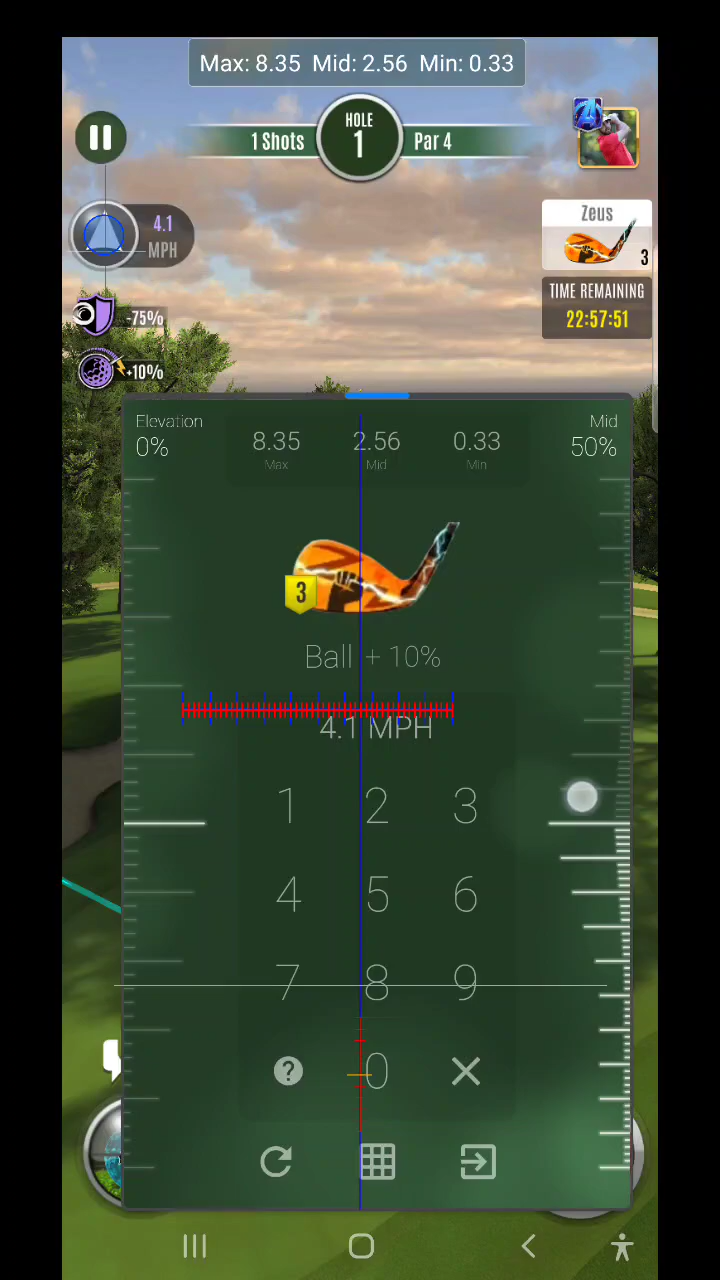 Max: 8.35 Mid: 2.56 Min: 0.33
HOLE
1 Shots 1 Par 4
4.1
MPH
Zeus
3
TIME REMAINING
22:57:51
-75%
+10%
Elevation
0%
8.35 2.56 0.33
Max Mid Min
Mid
50%
3
Ball + 10%
4.1 MPH
1 2 3
4 5 6
7 8 9
? 0